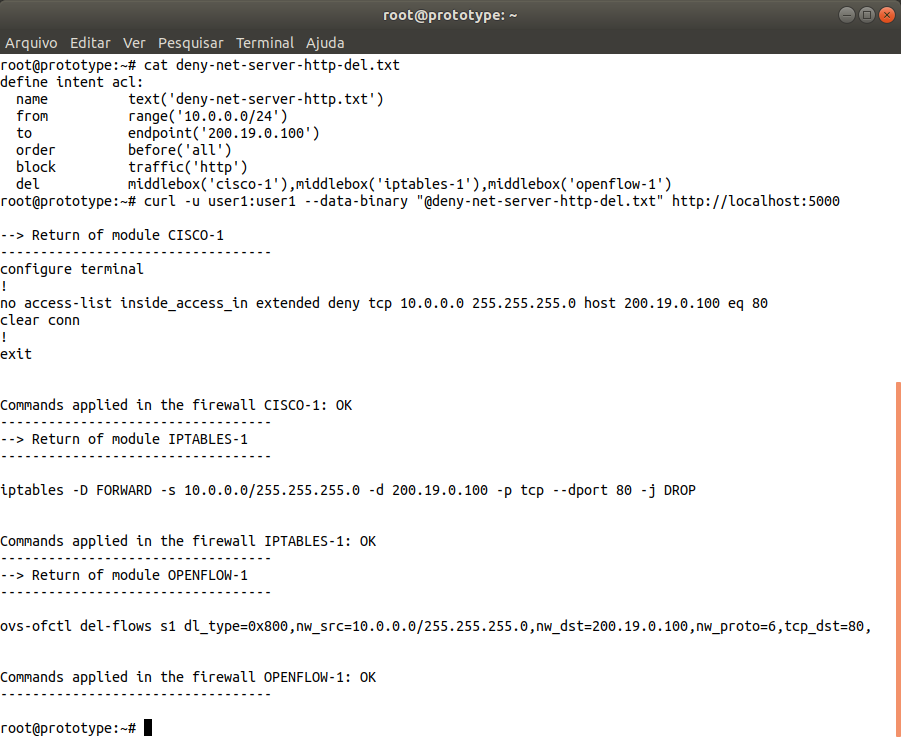 root@prototype: ~
Arquivo Editar Ver Pesquisar Terminal Ajuda
root@prototype:~# cat deny-net-server-http-del.txt
define intent acl:
  name          text('deny-net-server-http.txt')
  from          range('10.0.0.0/24')
  to            endpoint('200.19.0.100')
  order         before('all')
  block         traffic('http')
  del           middlebox('cisco-1'),middlebox('iptables-1'),middlebox('openflow-1')
root@prototype:~# curl -u user1:user1 --data-binary "@deny-net-server-http-del.txt" http://localhost:5000
--> Return of module CISCO-1
----------------------------------
configure terminal
!
no access-list inside_access_in extended deny tcp 10.0.0.0 255.255.255.0 host 200.19.0.100 eq 80
clear conn
!
exit
Commands applied in the firewall CISCO-1: OK
----------------------------------
--> Return of module IPTABLES-1
----------------------------------
iptables -D FORWARD -s 10.0.0.0/255.255.255.0 -d 200.19.0.100 -p tcp --dport 80 -j DROP
Commands applied in the firewall IPTABLES-1: OK
----------------------------------
--> Return of module OPENFLOW-1
----------------------------------
ovs-ofctl del-flows s1 dl_type=0x800,nw_src=10.0.0.0/255.255.255.0,nw_dst=200.19.0.100,nw_proto=6,tcp_dst=80,
Commands applied in the firewall OPENFLOW-1: OK
----------------------------------
root@prototype:~#